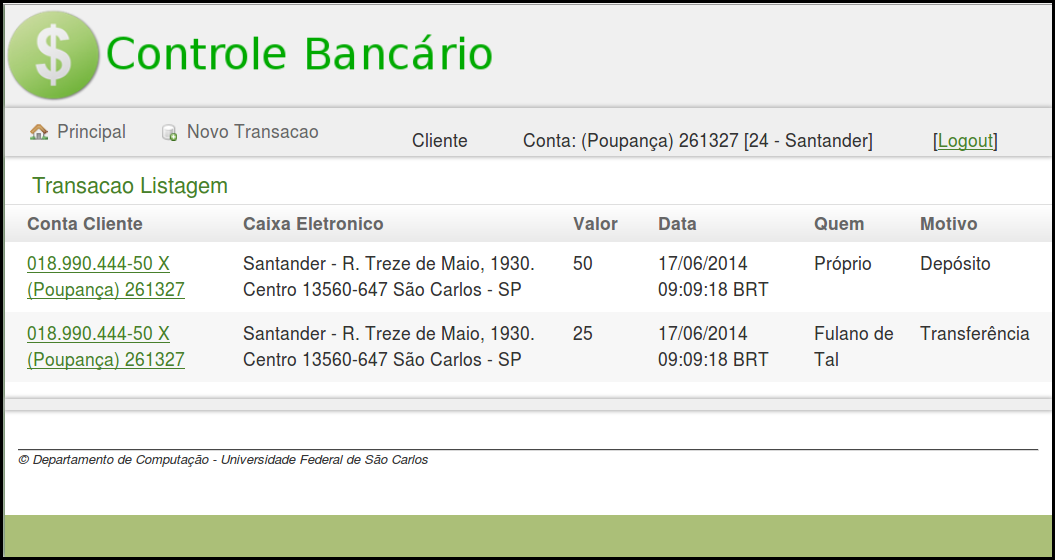 $
Controle Bancário
Principal Novo Transacao Cliente Conta: (Poupança) 261327 [24 - Santander] [Logout]
Transacao Listagem
Conta Cliente Caixa Eletronico Valor Data Quem Motivo
018.990.444-50 X Santander - R. Treze de Maio, 1930. 50 17/06/2014 Próprio Depósito
(Poupança) 261327 Centro 13560-647 São Carlos - SP 09:09:18 BRT
018.990.444-50 X Santander - R. Treze de Maio, 1930. 25 17/06/2014 Fulano de Transferência
(Poupança) 261327 Centro 13560-647 São Carlos - SP 09:09:18 BRT Tal
© Departamento de Computação - Universidade Federal de São Carlos